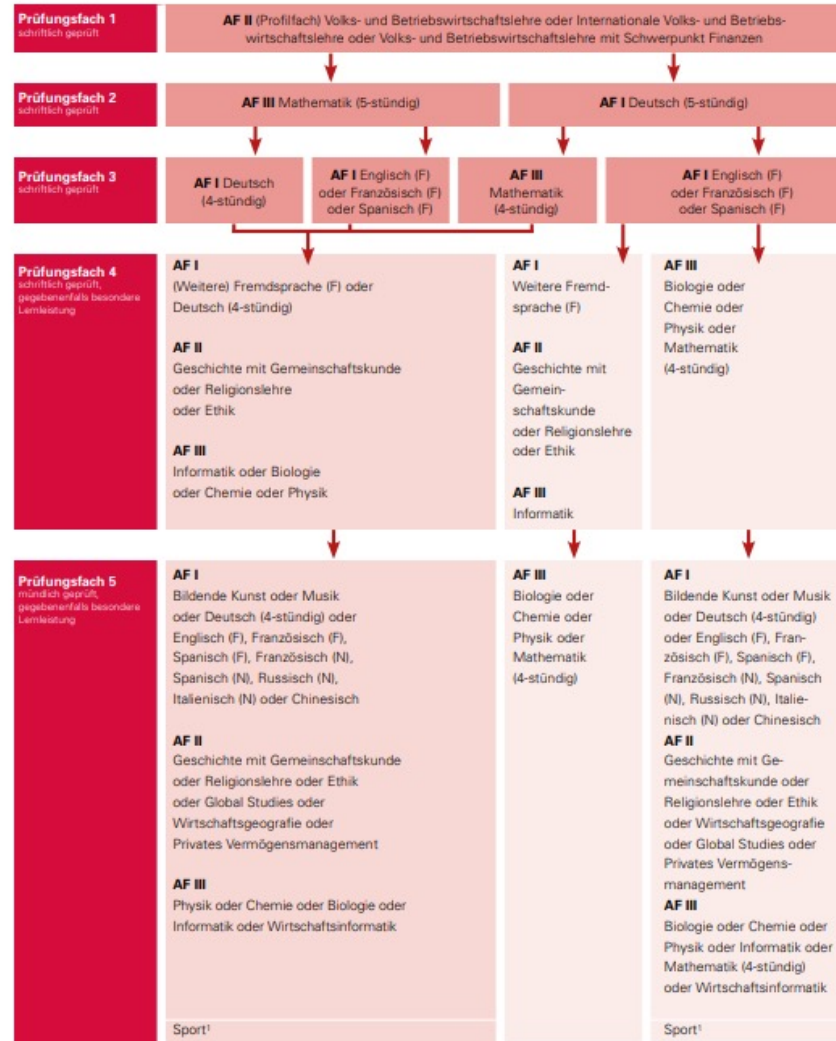 Prüfungsfach 1
schriftlich geprüft
AF II (Profilfach) Volks- und Betriebswirtschaftslehre oder Internationale Volks- und Betriebs-
wirtschaftslehre oder Volks- und Betriebswirtschaftslehre mit Schwerpunkt Finanzen
Prüfungsfach 2
schriftlich geprüft
AF III Mathematik (5-stündig)
AF I Deutsch (5-stündig)
Prüfungsfach 3
schriftlich geprüft
AF I Deutsch
(4-stündig)
AF I Englisch (F)
oder Französisch (F)
oder Spanisch (F)
AF III
Mathematik
(4-stündig)
AF I Englisch (F)
oder Französisch (F)
oder Spanisch (F)
Prüfungsfach 4
schriftlich geprüft,
gegebenenfalls besondere
Lernleistung
AF I
(Weitere) Fremdsprache (F) oder
Deutsch (4-stündig)
AF II
Geschichte mit Gemeinschaftskunde
oder Religionslehre
oder Ethik
AF III
Informatik oder Biologie
oder Chemie oder Physik
AF I
Weitere Fremd-
sprache (F)
AF II
Geschichte mit
Gemein-
schaftskunde
oder Religionslehre
oder Ethik
AF III
Informatik
AF III
Biologie oder
Chemie oder
Physik oder
Mathematik
(4-stündig)
Prüfungsfach 5
mündlich geprüft,
gegebenenfalls besondere
Lernleistung
AF I
Bildende Kunst oder Musik
oder Deutsch (4-stündig) oder
Englisch (F), Französisch (F),
Spanisch (F), Französisch (N),
Spanisch (N), Russisch (N),
Italienisch (N) oder Chinesisch
AF II
Geschichte mit Gemeinschaftskunde
oder Religionslehre oder Ethik
oder Global Studies oder
Wirtschaftsgeografie oder
Privates Vermögensmanagement
AF III
Physik oder Chemie oder Biologie oder
Informatik oder Wirtschaftsinformatik
Sport¹
AF III
Biologie oder
Chemie oder
Physik oder
Mathematik
(4-stündig)
AF I
Bildende Kunst oder Musik
oder Deutsch (4-stündig)
oder Englisch (F), Fran-
zösisch (F), Spanisch (F),
Französisch (N), Spanisch
(N), Russisch (N), Italie-
nisch (N) oder Chinesisch
AF II
Geschichte mit Ge-
meinschaftskunde oder
Religionslehre oder Ethik
oder Wirtschaftsgeografie
oder Global Studies oder
Privates Vermögens-
management
AF III
Biologie oder Chemie oder
Physik oder Informatik oder
Mathematik (4-stündig)
oder Wirtschaftsinformatik
Sport¹